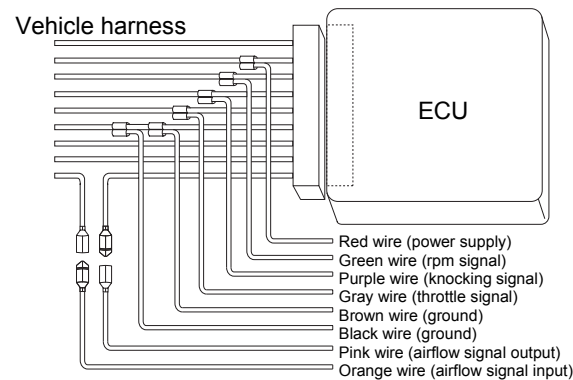 Vehicle harness
ECU
Red wire (power supply)
Green wire (rpm signal)
Purple wire (knocking signal)
Gray wire (throttle signal)
Brown wire (ground)
Black wire (ground)
Pink wire (airflow signal output)
Orange wire (airflow signal input)